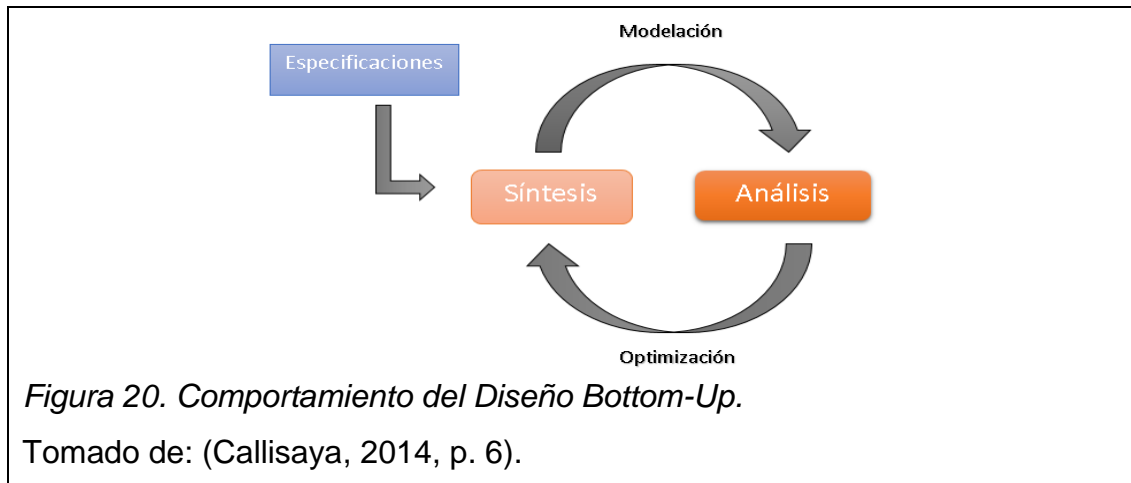 Modelación
Especificaciones
Síntesis
Análisis
Optimización
Figura 20. Comportamiento del Diseño Bottom-Up.
Tomado de: (Callisaya, 2014, p. 6).